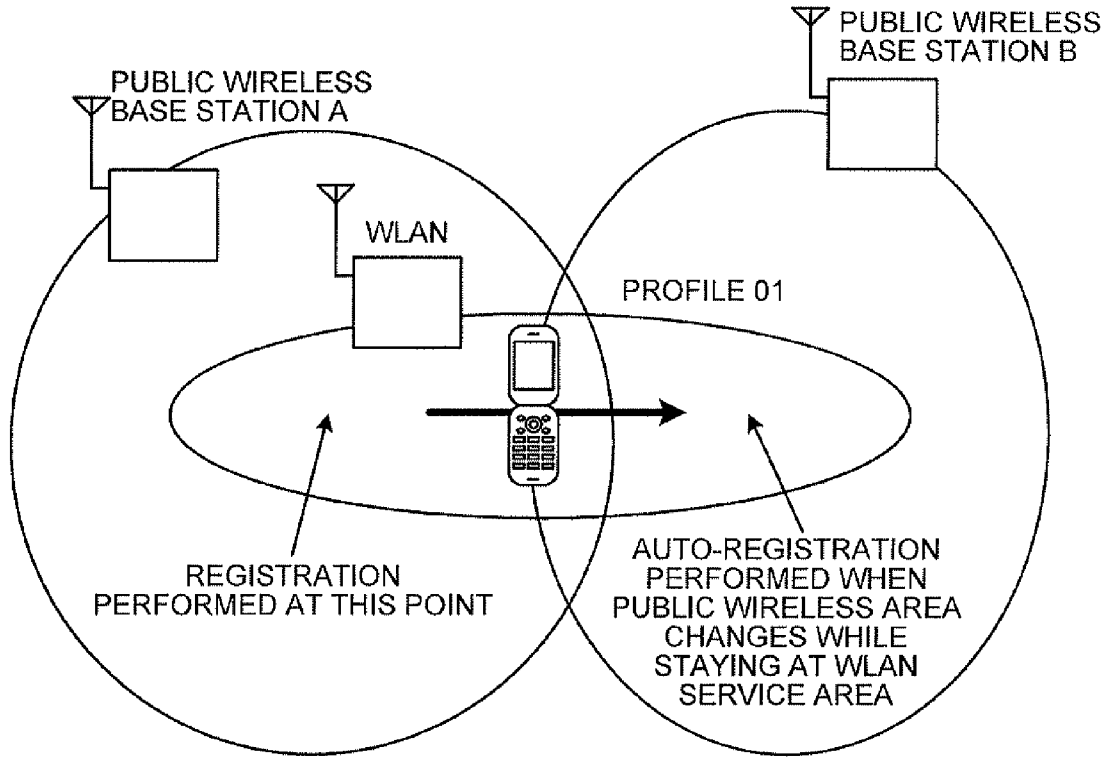 PUBLIC WIRELESS
BASE STATION B
PUBLIC WIRELESS
BASE STATION A
WLAN
PROFILE 01
REGISTRATION
PERFORMED AT THIS POINT
AUTO-REGISTRATION
PERFORMED WHEN
PUBLIC WIRELESS AREA
CHANGES WHILE
STAYING AT WLAN
SERVICE AREA